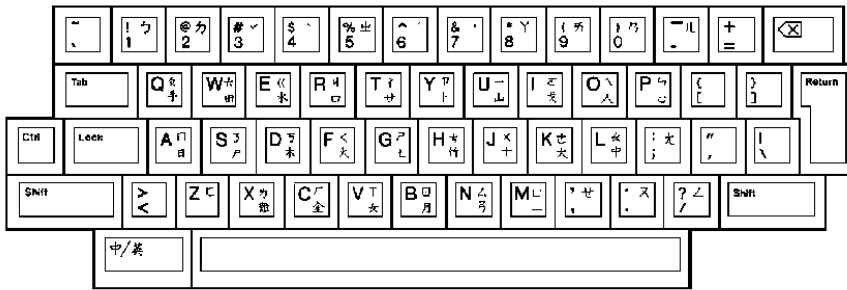 ~ ! ㄅ @ ㄉ # ˇ $ ˋ % ㄓ ^ ˊ & ˙ * ㄚ ( ㄞ ) ㄢ — ㄦ + ⌫
` 1 2 3 4 5 6 7 8 9 0 - =
Tab Q ㄆ W ㄊ E ㄍ R ㄐ T ㄔ Y ㄗ U ㄧ I ㄛ O ㄟ P ㄣ { } Return
手 田 水 口 廿 卜 山 戈 人 心 [ ]
Ctrl Lock A ㄇ S ㄋ D ㄎ F ㄑ G ㄕ H ㄘ J ㄨ K ㄜ L ㄠ : ㄤ " |
日 尸 木 火 土 竹 十 大 中 ; , \
Shift > Z ㄈ X ㄌ C ㄏ V ㄒ B ㄖ N ㄙ M ㄩ ' ㄝ ㄡ ? ㄥ Shift
< 難 金 女 月 弓 一 , . /
中/英